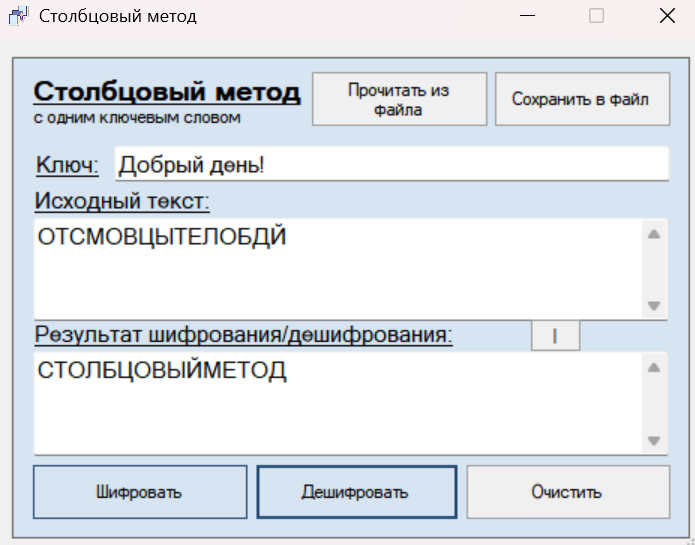 Столбцовый метод
Столбцовый метод
с одним ключевым словом
Прочитать из
файла
Сохранить в файл
Ключ:
Добрый день!
Исходный текст:
ОТСМОВЦЫТЕЛОБДЙ
Результат шифрования/дешифрования:
|
СТОЛБЦОВЫЙМЕТОД
Шифровать
Дешифровать
Очистить